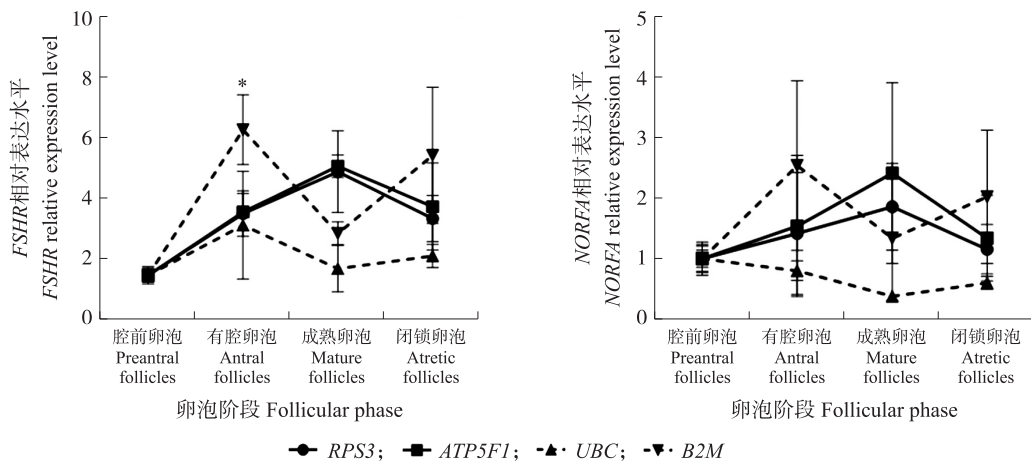 FSHR相对表达水平
FSHR relative expression level
10
8
6
4
2
0
*
腔前卵泡
Preantral
follicles
有腔卵泡
Antral
follicles
成熟卵泡
Mature
follicles
闭锁卵泡
Atretic
follicles
卵泡阶段 Follicular phase
NORFA相对表达水平
NORFA relative expression level
5
4
3
2
1
0
腔前卵泡
Preantral
follicles
有腔卵泡
Antral
follicles
成熟卵泡
Mature
follicles
闭锁卵泡
Atretic
follicles
卵泡阶段 Follicular phase
RPS3; ATP5F1; UBC; B2M